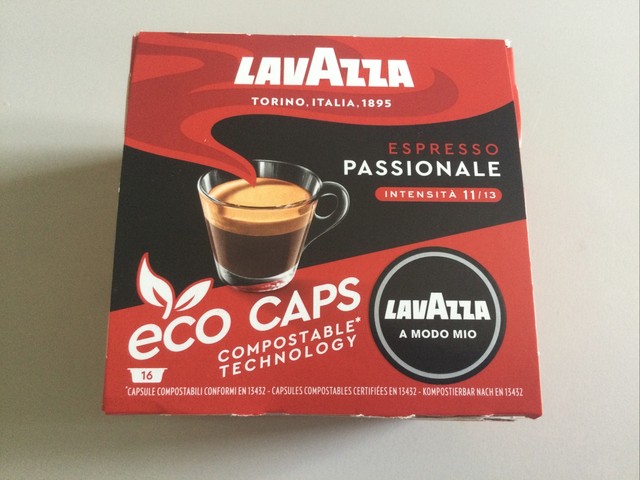 LAVAZZA
TORINO, ITALIA, 1895
ESPRESSO
PASSIONALE
INTENSITÀ 11/13
eco CAPS
COMPOSTABLE*
TECHNOLOGY
LAVAZZA
A MODO MIO
16
*CAPSULE COMPOSTABILI CONFORMI EN 13432 - CAPSULES COMPOSTABLES CERTIFIÉES EN 13432 - KOMPOSTIERBAR NACH EN 13432